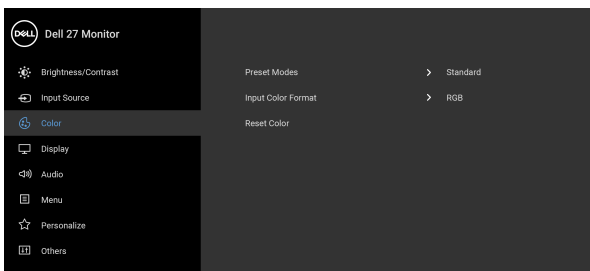 DELL Dell 27 Monitor
Brightness/Contrast
Preset Modes Standard
Input Source
Input Color Format RGB
Color
Reset Color
Display
Audio
Menu
Personalize
Others